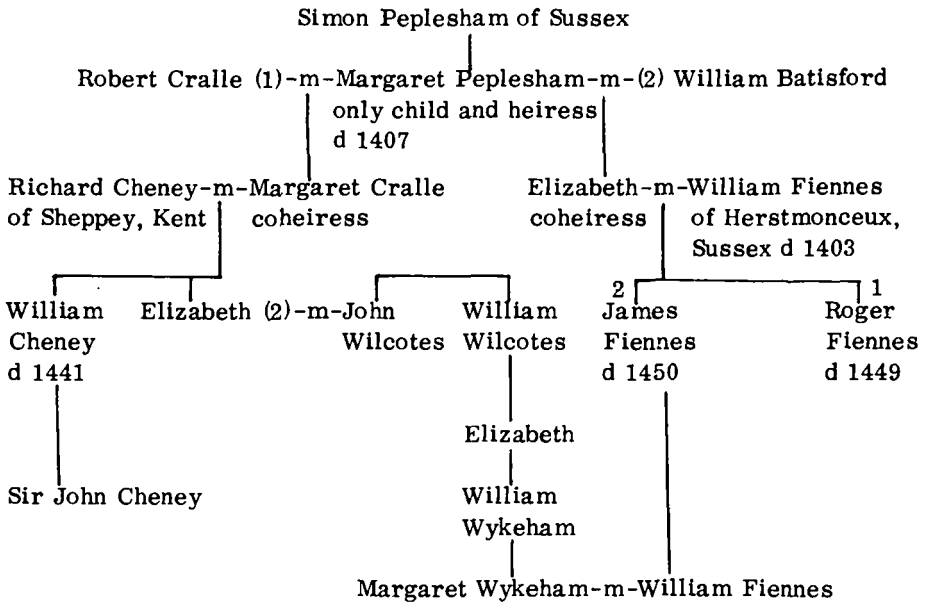 Simon Peplesham of Sussex
Robert Cralle (1)-m-Margaret Peplesham-m-(2) William Batisford
only child and heiress
d 1407
Richard Cheney-m-Margaret Cralle
of Sheppey, Kent
coheiress
Elizabeth-m-William Fiennes
coheiress
of Herstmonceux,
Sussex d 1403
William
Cheney
d 1441
Elizabeth (2)-m-John
Wilcotes
William
Wilcotes
2
James
Fiennes
d 1450
1
Roger
Fiennes
d 1449
Elizabeth
Sir John Cheney
William
Wykeham
Margaret Wykeham-m-William Fiennes